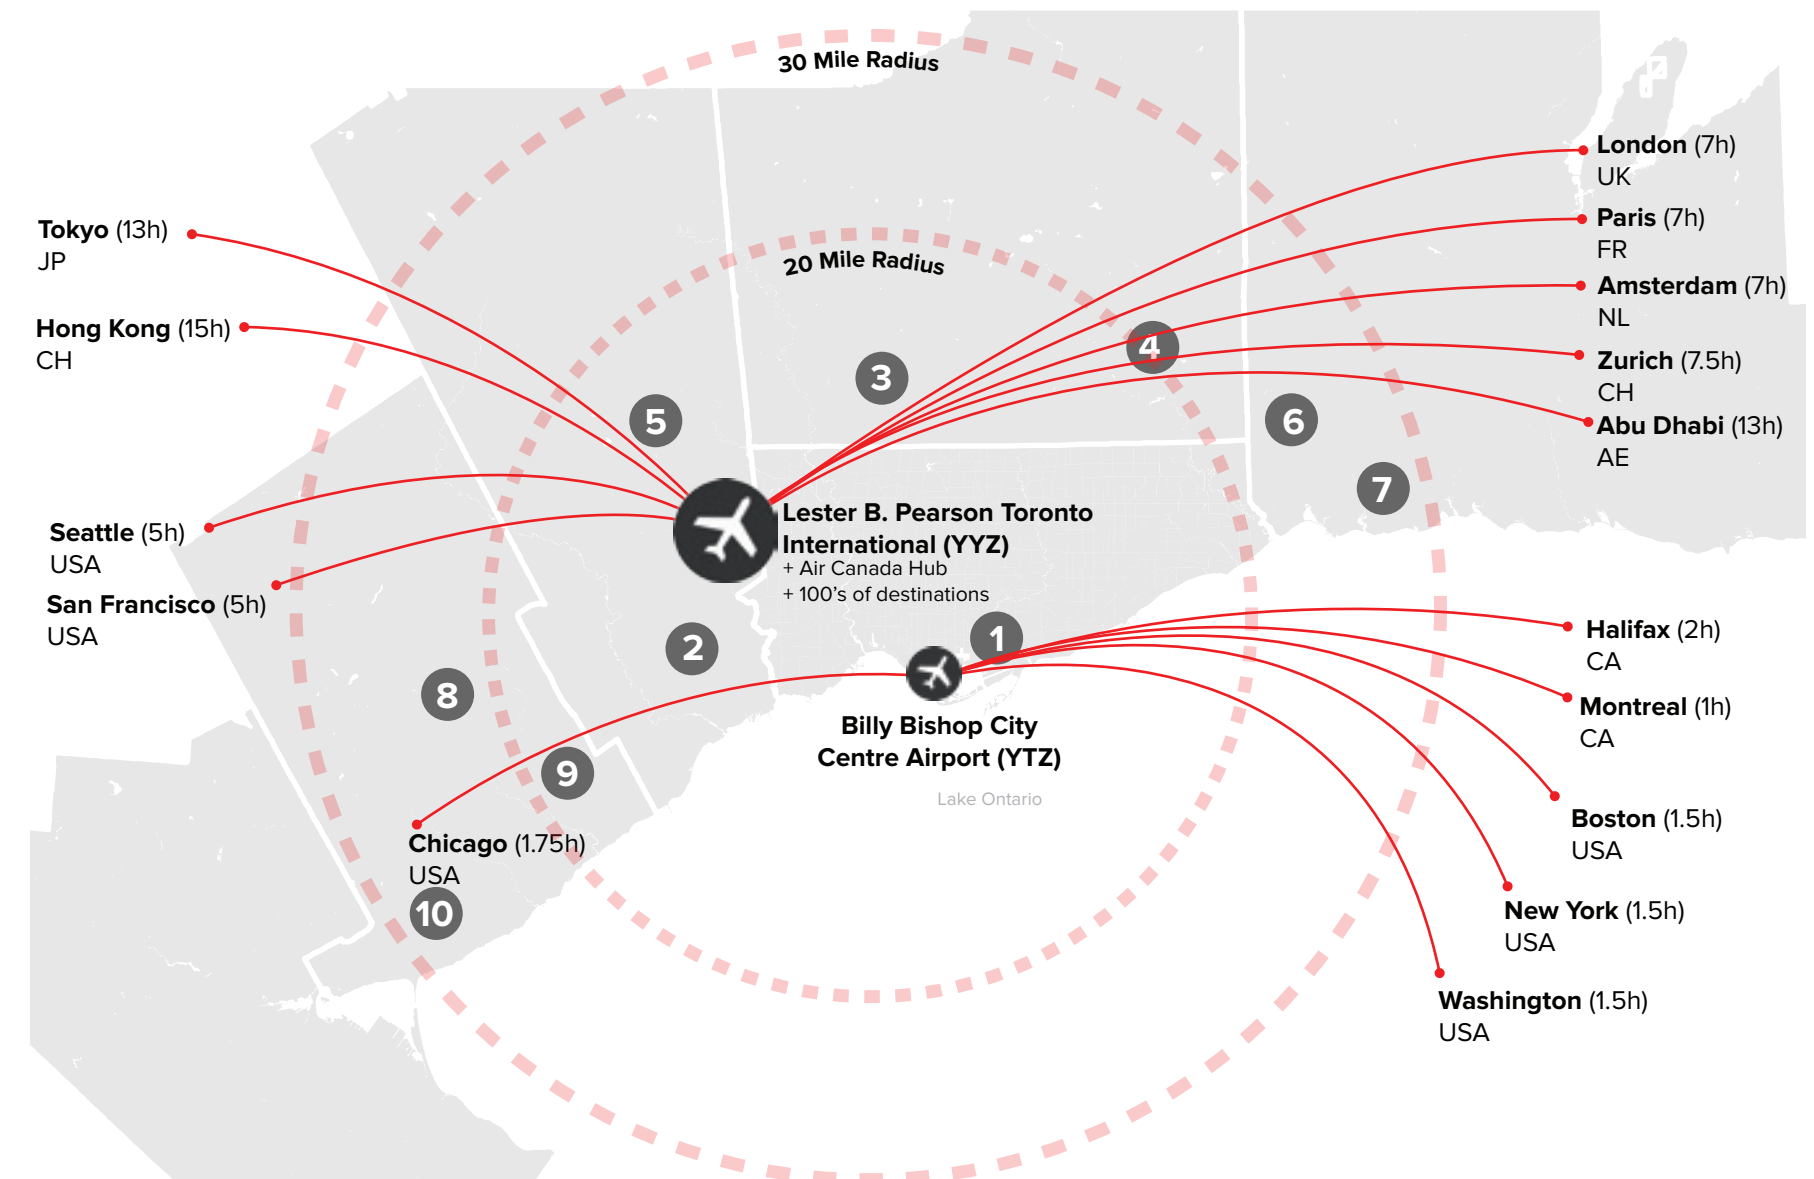 30 Mile Radius
20 Mile Radius
Tokyo (13h)
JP
Hong Kong (15h)
CH
Seattle (5h)
USA
San Francisco (5h)
USA
London (7h)
UK
Paris (7h)
FR
Amsterdam (7h)
NL
Zurich (7.5h)
CH
Abu Dhabi (13h)
AE
4
3
5
6
7
Lester B. Pearson Toronto
International (YYZ)
+ Air Canada Hub
+ 100’s of destinations
1
2
8
9
10
Billy Bishop City
Centre Airport (YTZ)
Lake Ontario
Chicago (1.75h)
USA
Halifax (2h)
CA
Montreal (1h)
CA
Boston (1.5h)
USA
New York (1.5h)
USA
Washington (1.5h)
USA